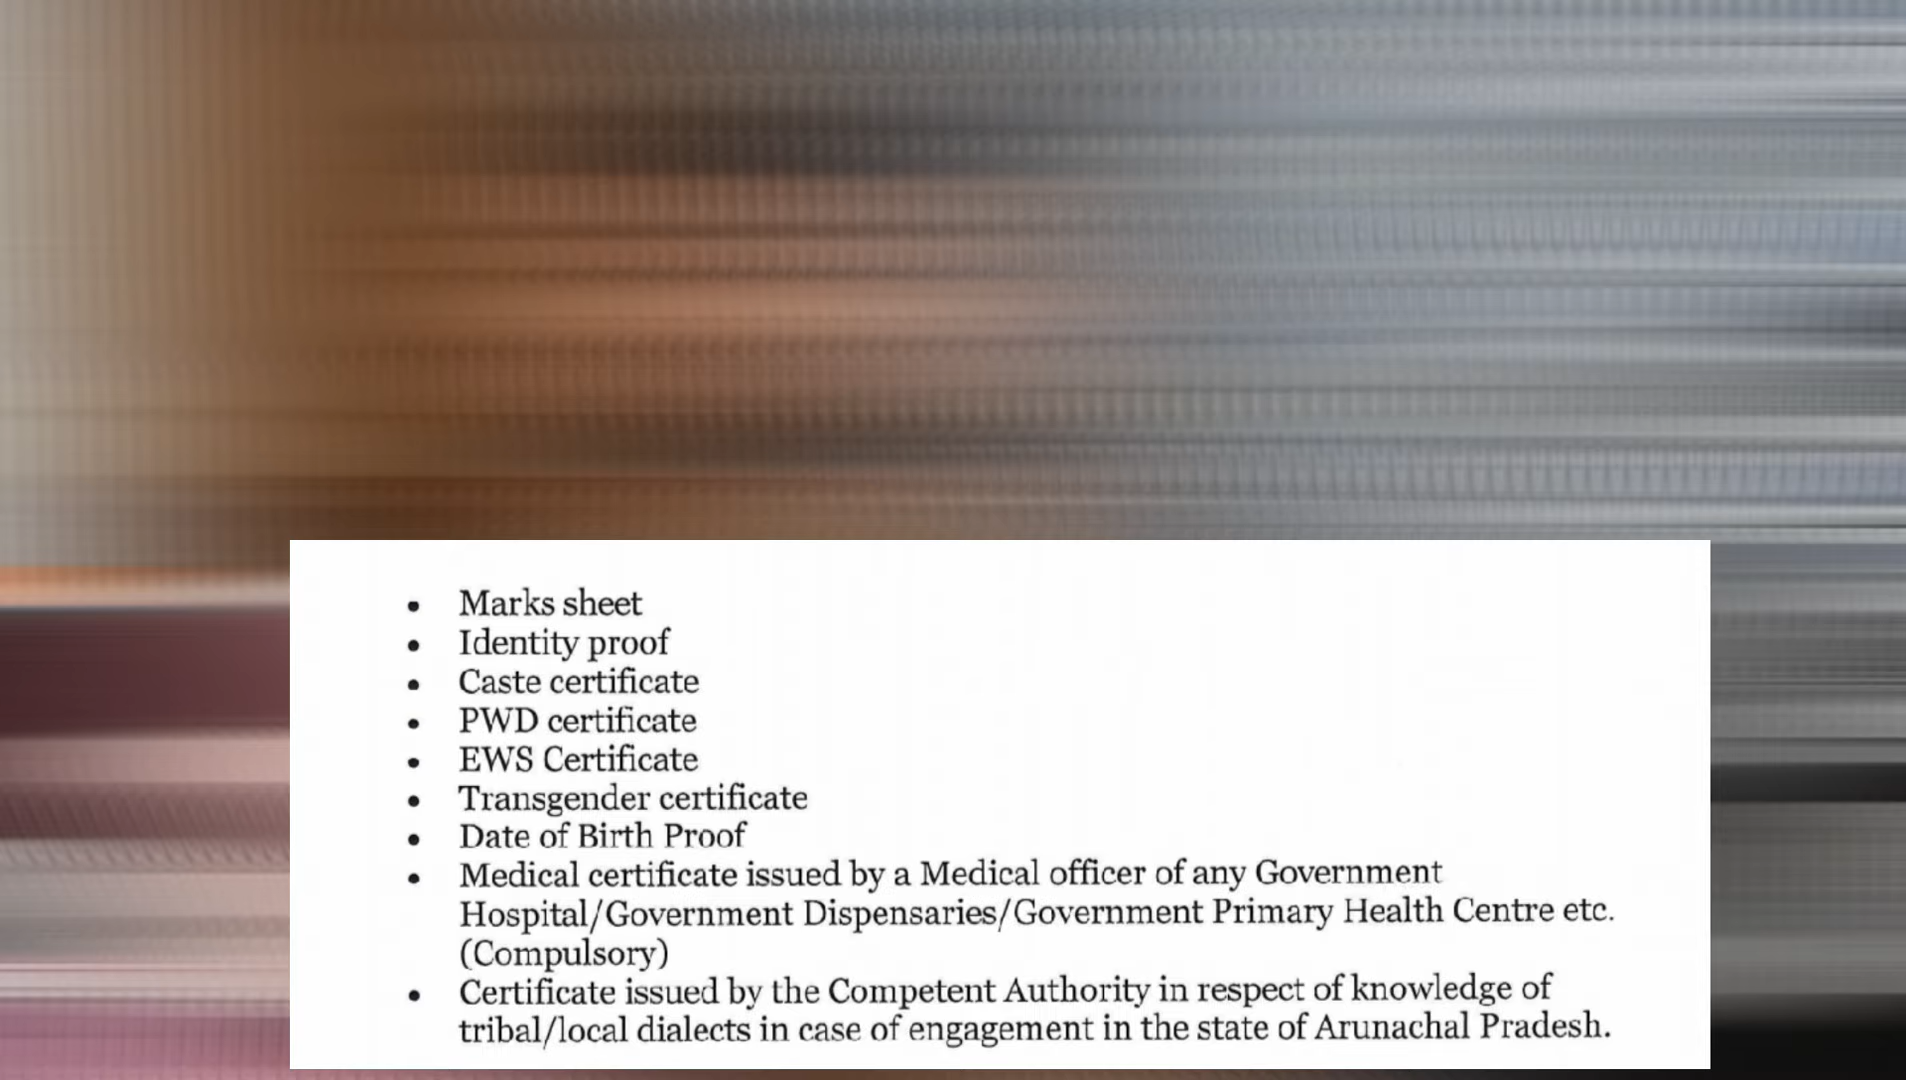 • Marks sheet
• Identity proof
• Caste certificate
• PWD certificate
• EWS Certificate
• Transgender certificate
• Date of Birth Proof
• Medical certificate issued by a Medical officer of any Government
Hospital/Government Dispensaries/Government Primary Health Centre etc.
(Compulsory)
• Certificate issued by the Competent Authority in respect of knowledge of
tribal/local dialects in case of engagement in the state of Arunachal Pradesh.